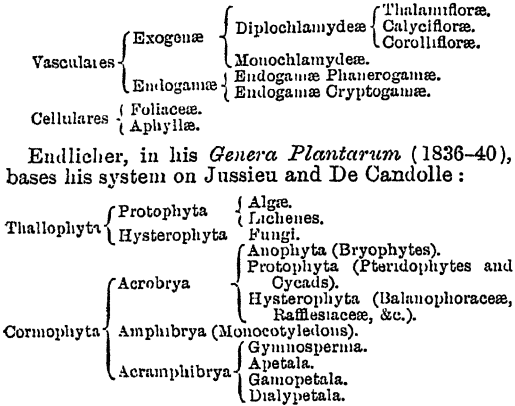 Thalamifloræ.
Diplochlamydeæ Calycifloræ.
Exogenæ Corollifloræ.
Vasculares Monochlamydeæ.
Endogamæ Endogamæ Phanerogamæ.
Endogamæ Cryptogamæ.
Cellulares Foliaceæ.
Aphyllæ.
Endlicher, in his Genera Plantarum (1836-40),
bases his system on Jussieu and De Candolle :
Protophyta Algæ.
Thallophyta Lichenes.
Hysterophyta Fungi.
Anophyta (Bryophytes).
Protophyta (Pteridophytes and
Acrobrya Cycads).
Hysterophyta (Balanophoraceæ,
Rafflesiaceæ, &c.).
Cormophyta Amphibrya (Monocotyledons).
Gymnosperma.
Acramphibrya Apetala.
Gamopetala.
Dialypetala.